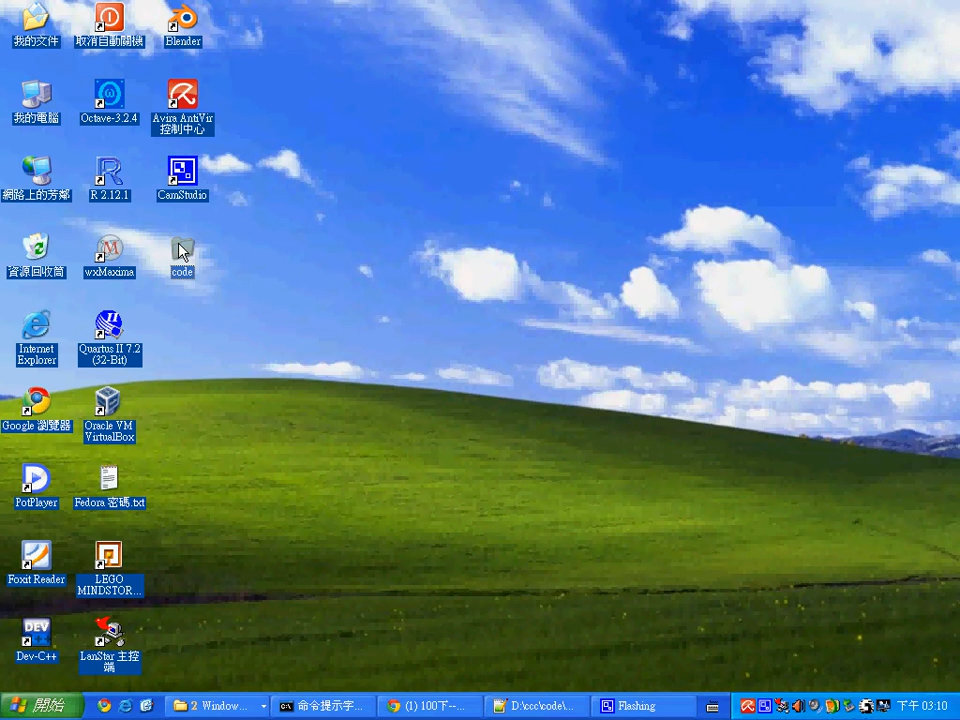 我的文件
取消自動關機
Blender
我的電腦
Octave-3.2.4
Avira AntiVir
控制中心
網路上的芳鄰
R 2.12.1
CamStudio
資源回收筒
wxMaxima
code
Internet
Explorer
Quartus II 7.2
(32-Bit)
Google 瀏覽器
Oracle VM
VirtualBox
PotPlayer
Fedora 密碼.txt
Foxit Reader
LEGO
MINDSTOR...
DEV
C++
Dev-C++
LanStar 主控
端
開始
2 Window...
命令提示字...
(1) 100下--...
D:\ccc\code\...
Flashing
下午 03:10